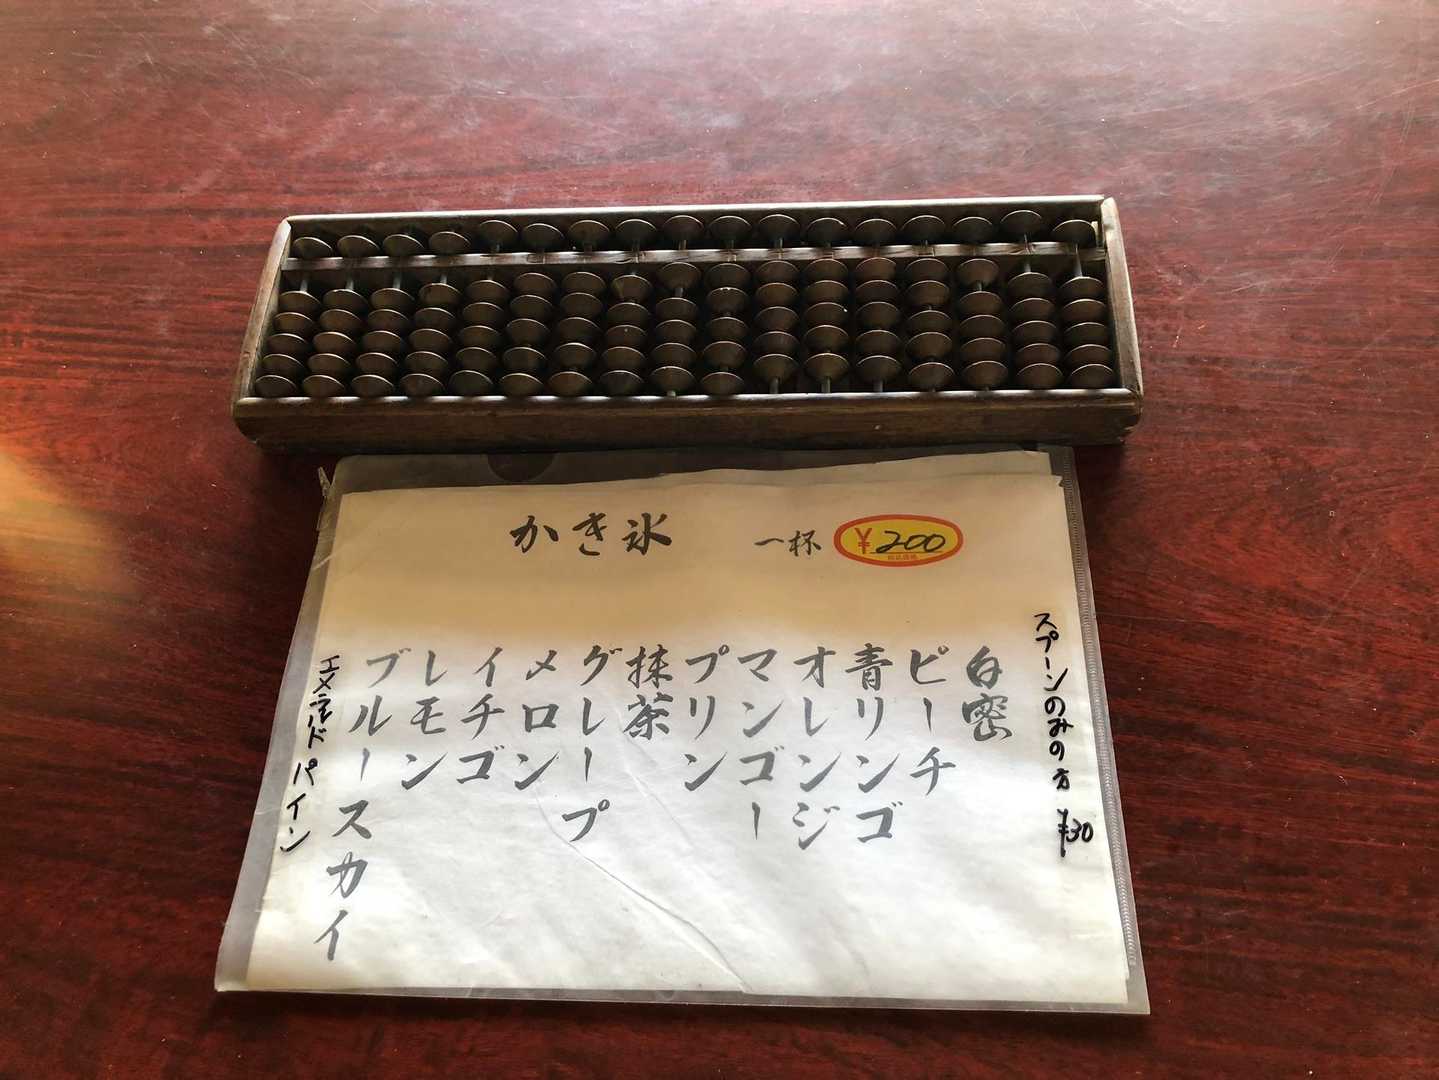 かき氷 一杯 ¥200
スプーンのみの方 ¥30
白密
ピーチ
青リンゴ
オレンジ
マンゴー
プリン
抹茶
グレープ
メロン
イチゴ
レモン
ブルースカイ
エメラルドパイン